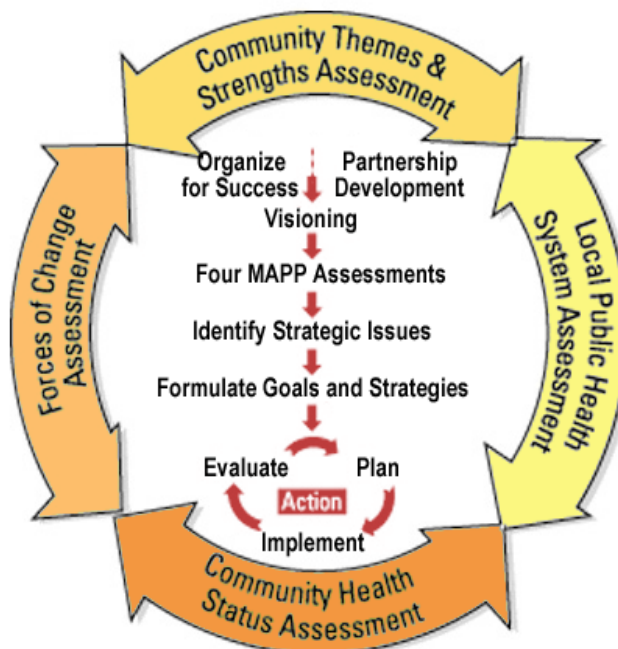 Community Themes &
Strengths Assessment
Organize
for Success
Partnership
Development
Visioning
Four MAPP Assessments
Identify Strategic Issues
Formulate Goals and Strategies
Evaluate
Plan
Action
Implement
Forces of Change
Assessment
Local Public Health
System Assessment
Community Health
Status Assessment